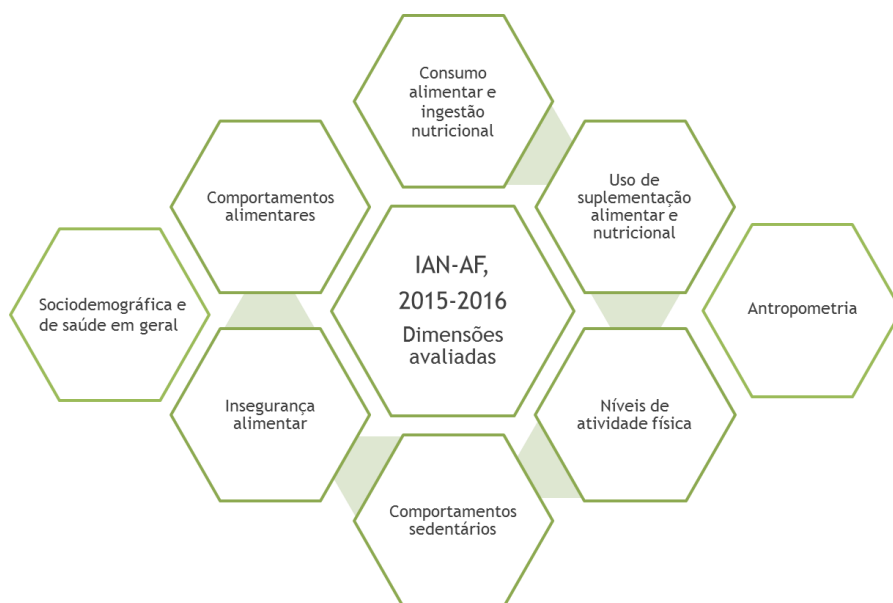 Consumo
alimentar e
ingestão
nutricional
Uso de
suplementação
alimentar e
nutricional
Comportamentos
alimentares
IAN-AF,
2015-2016
Dimensões
avaliadas
Sociodemográfica e
de saúde em geral
Antropometria
Insegurança
alimentar
Níveis de
atividade física
Comportamentos
sedentários